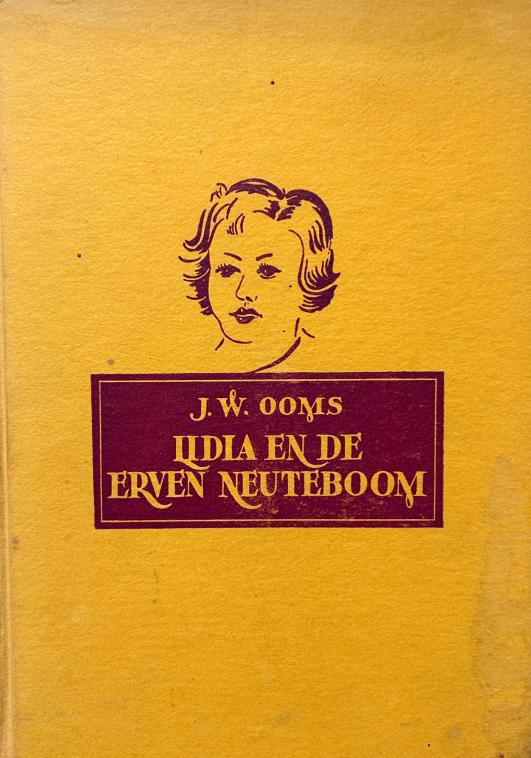 J. W. OOMS
LIDIA EN DE
ERVEN NEUTEBOOM